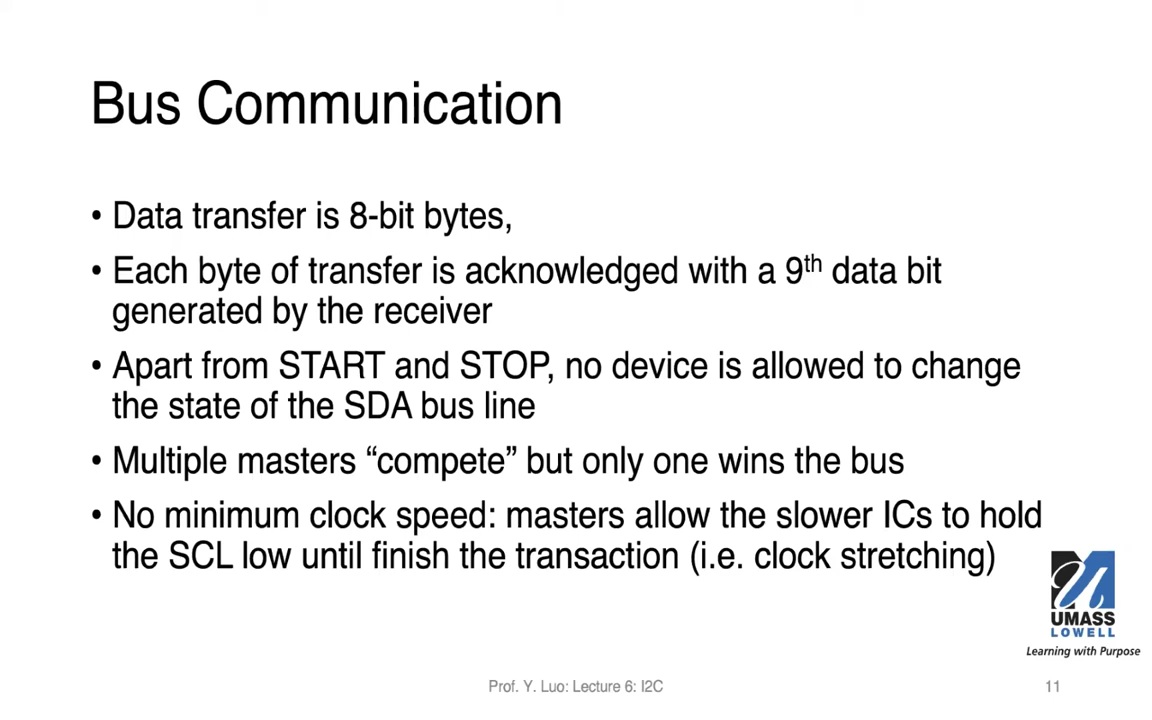 Bus Communication
• Data transfer is 8-bit bytes,
• Each byte of transfer is acknowledged with a 9th data bit
generated by the receiver
• Apart from START and STOP, no device is allowed to change
the state of the SDA bus line
• Multiple masters “compete” but only one wins the bus
• No minimum clock speed: masters allow the slower ICs to hold
the SCL low until finish the transaction (i.e. clock stretching)
UMASS
LOWELL
Learning with Purpose
Prof. Y. Luo: Lecture 6: I2C
11